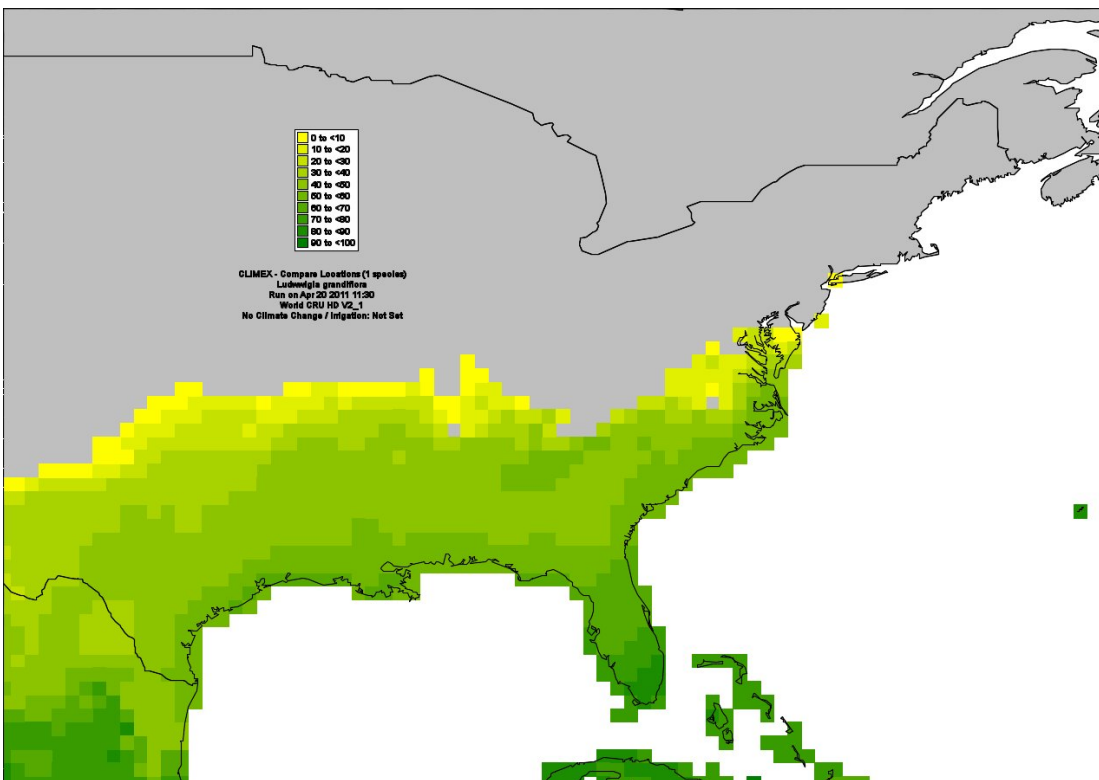 0 to <10
10 to <20
20 to <30
30 to <40
40 to <50
50 to <60
60 to <70
70 to <80
80 to <90
90 to <100
CLIMEX - Compare Locations (1 species)
Ludwwigia grandiflora
Run on Apr 20 2011 11:30
World CRU HD V2_1
No Climate Change / Irrigation: Not Set